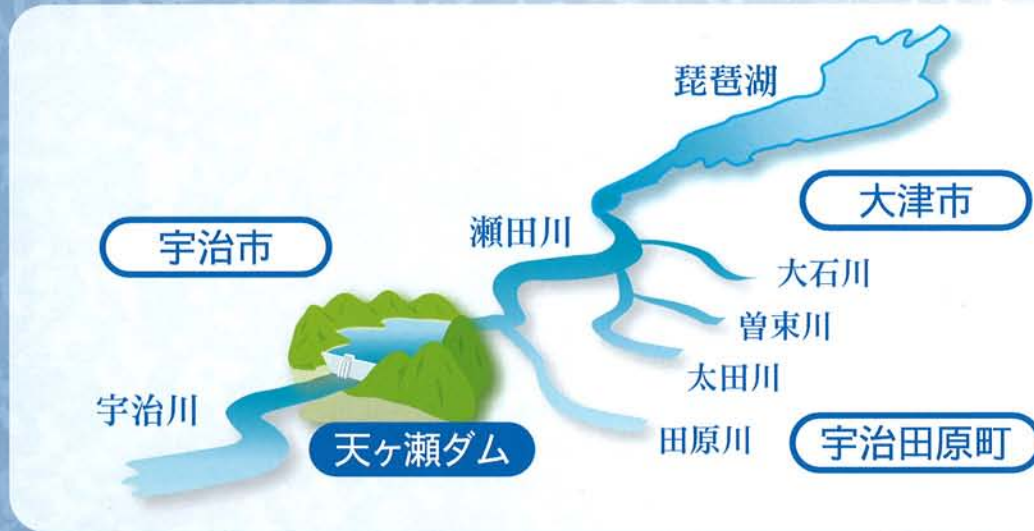 琵琶湖
大津市
瀬田川
宇治市
大石川
曽束川
太田川
宇治川
田原川
宇治田原町
天ヶ瀬ダム